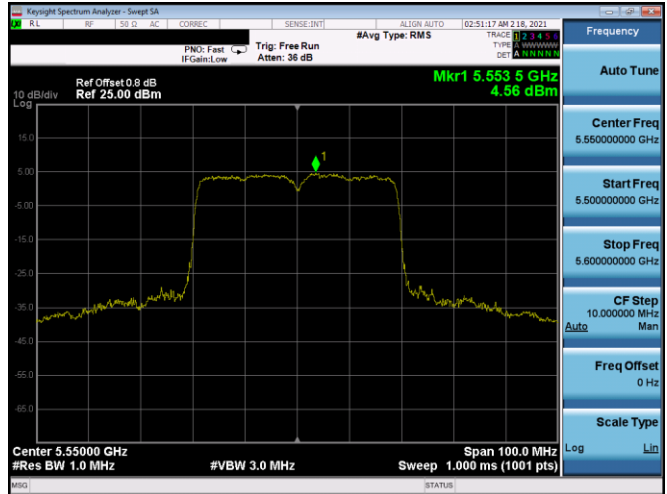 Keysight Spectrum Analyzer - Swept SA
RL RF 50 Ω AC CORREC SENSE:INT ALIGN AUTO 02:51:17 AM 2 18, 2021
#Avg Type: RMS
TRACE 1 2 3 4 5 6
TYPE A WWWWW
DET A N N N N N
PNO: Fast
IFGain:Low
Trig: Free Run
Atten: 36 dB
Ref Offset 0.8 dB
Ref 25.00 dBm
10 dB/div
Log
Mkr1 5.553 5 GHz
4.56 dBm
1
15.0
5.00
-5.00
-15.0
-25.0
-35.0
-45.0
-55.0
-65.0
Center 5.55000 GHz
#Res BW 1.0 MHz
#VBW 3.0 MHz
Span 100.0 MHz
Sweep 1.000 ms (1001 pts)
MSG
STATUS
Frequency
Auto Tune
Center Freq
5.550000000 GHz
Start Freq
5.500000000 GHz
Stop Freq
5.600000000 GHz
CF Step
10.000000 MHz
Auto Man
Freq Offset
0 Hz
Scale Type
Log Lin